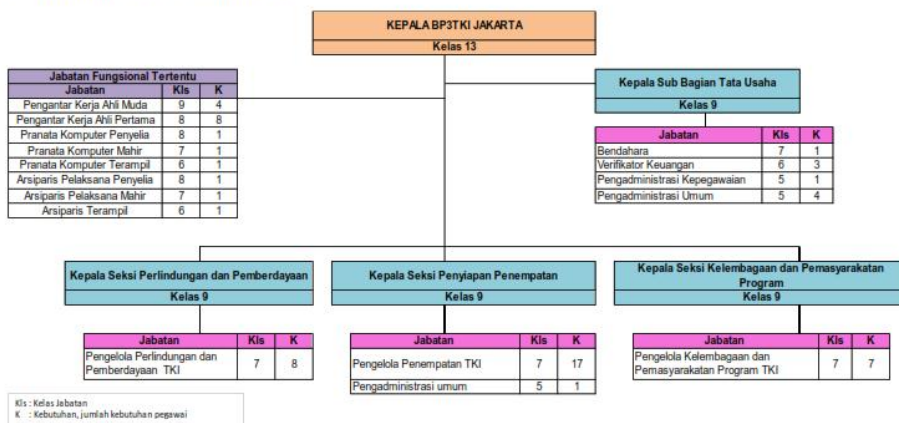 KEPALA BP3TKI JAKARTA
Kelas 13
Jabatan Fungsional Tertentu
Jabatan Kls K
Pengantar Kerja Ahli Muda 9 4
Pengantar Kerja Ahli Pertama 8 8
Pranata Komputer Penyelia 8 1
Pranata Komputer Mahir 7 1
Pranata Komputer Terampil 6 1
Arsiparis Pelaksana Penyelia 8 1
Arsiparis Pelaksana Mahir 7 1
Arsiparis Terampil 6 1
Kepala Sub Bagian Tata Usaha
Kelas 9
Jabatan Kls K
Bendahara 7 1
Verifikator Keuangan 6 3
Pengadministrasi Kepegawaian 5 1
Pengadministrasi Umum 5 4
Kepala Seksi Perlindungan dan Pemberdayaan
Kelas 9
Jabatan Kls K
Pengelola Perlindungan dan
Pemberdayaan TKI 7 8
Kepala Seksi Penyiapan Penempatan
Kelas 9
Jabatan Kls K
Pengelola Penempatan TKI 7 17
Pengadministrasi umum 5 1
Kepala Seksi Kelembagaan dan Pemasyarakatan
Program
Kelas 9
Jabatan Kls K
Pengelola Kelembagaan dan
Pemasyarakatan Program TKI 7 7
Kls : Kelas Jabatan
K : Kebutuhan, jumlah kebutuhan pegawai